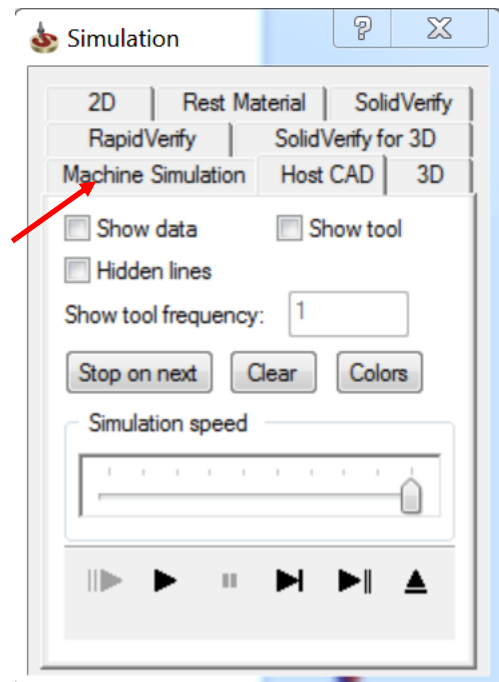 Simulation
2D Rest Material SolidVerify
RapidVerify SolidVerify for 3D
Machine Simulation Host CAD 3D
Show data Show tool
Hidden lines
Show tool frequency: 1
Stop on next Clear Colors
Simulation speed